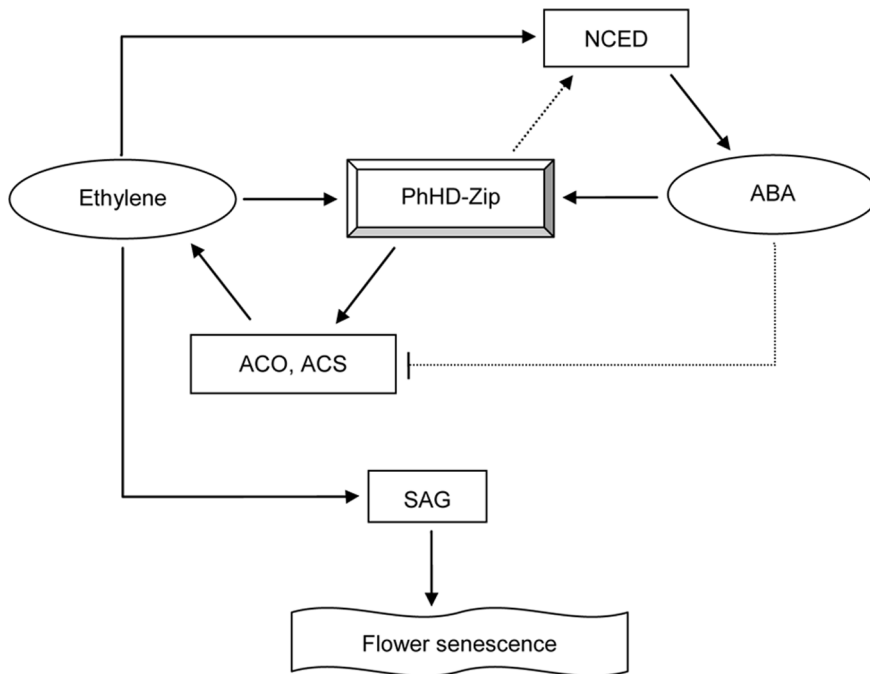 NCED
Ethylene
PhHD-Zip
ABA
ACO, ACS
SAG
Flower senescence